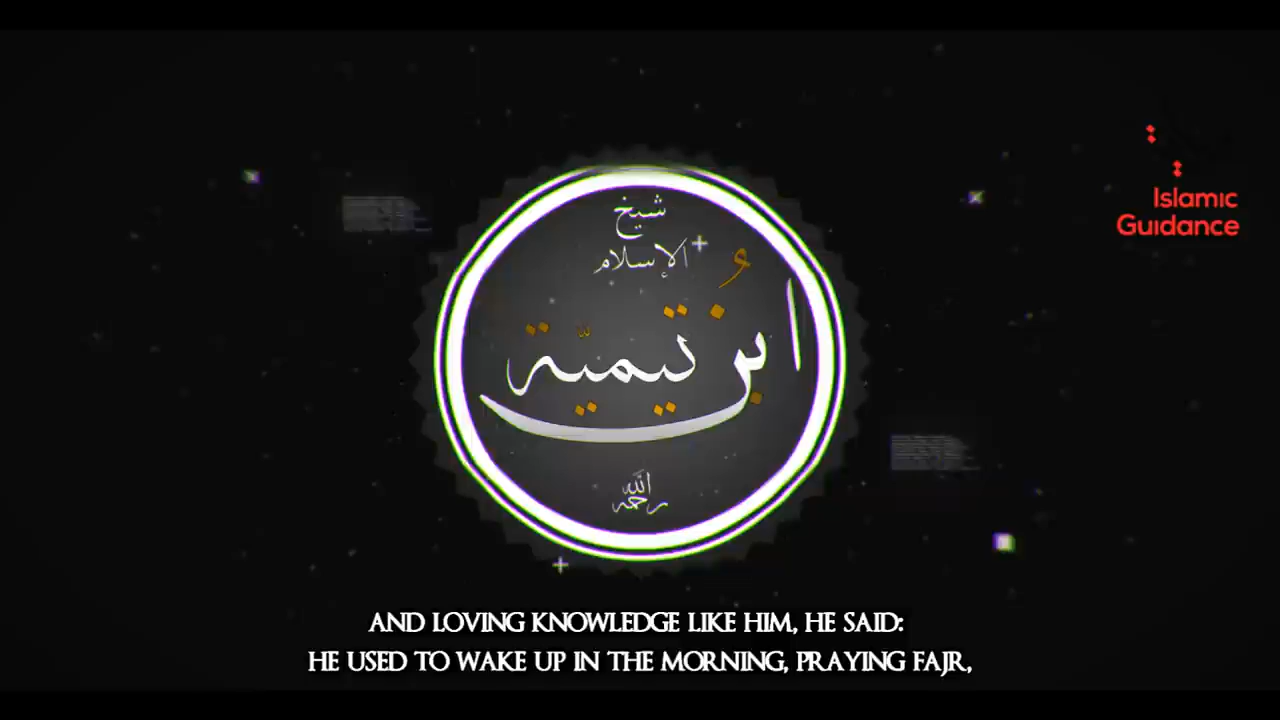 شيخ
الإسلام
ابنُ تيميّة
رحمه الله
Islamic
Guidance
AND LOVING KNOWLEDGE LIKE HIM, HE SAID:
HE USED TO WAKE UP IN THE MORNING, PRAYING FAJR,